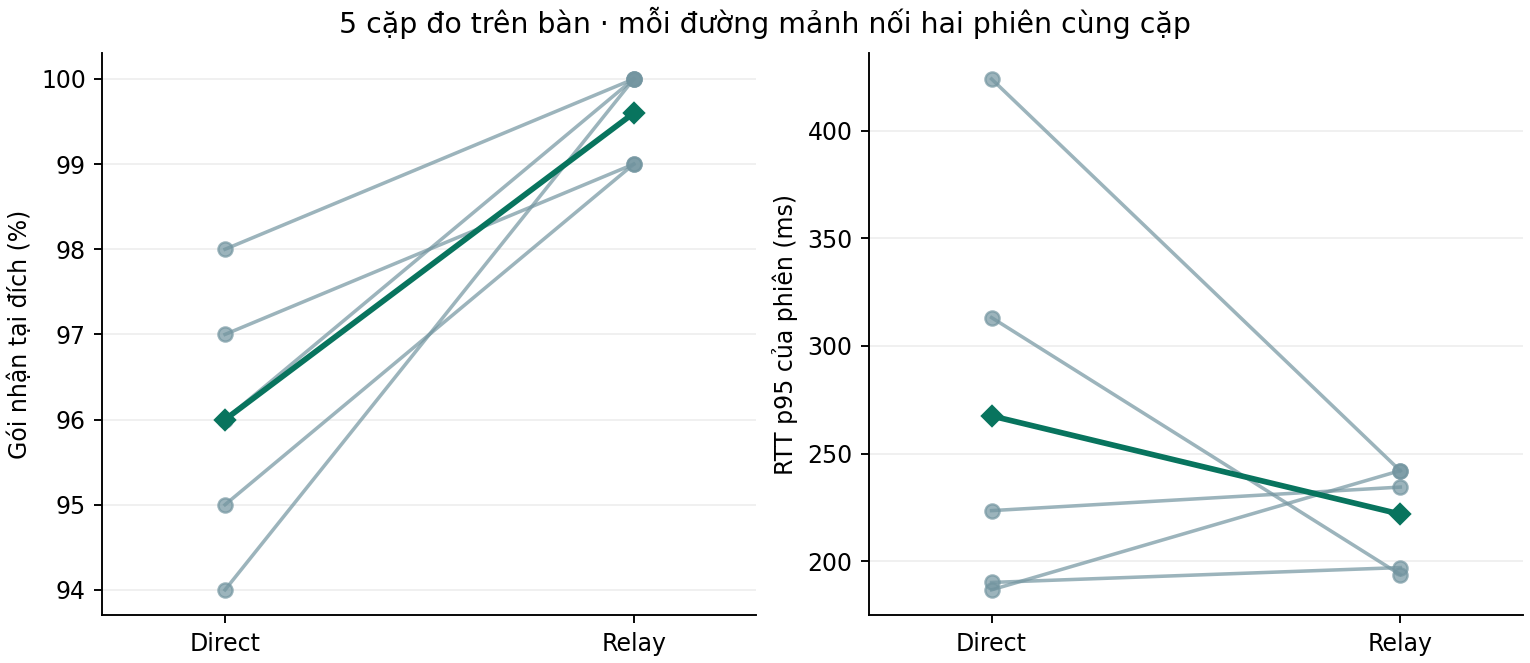 5 cặp đo trên bàn · mỗi đường mảnh nối hai phiên cùng cặp
Gói nhận tại đích (%)
100
99
98
97
96
95
94
Direct
Relay
RTT p95 của phiên (ms)
400
350
300
250
200
Direct
Relay